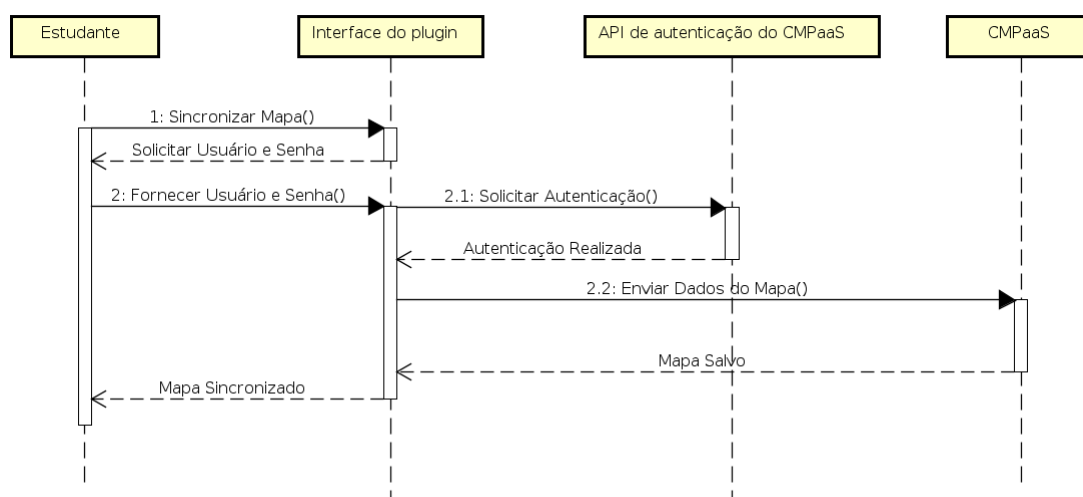 Estudante
Interface do plugin
API de autenticação do CMPaaS
CMPaaS
1: Sincronizar Mapa()
Solicitar Usuário e Senha
2: Fornecer Usuário e Senha()
2.1: Solicitar Autenticação()
Autenticação Realizada
2.2: Enviar Dados do Mapa()
Mapa Salvo
Mapa Sincronizado